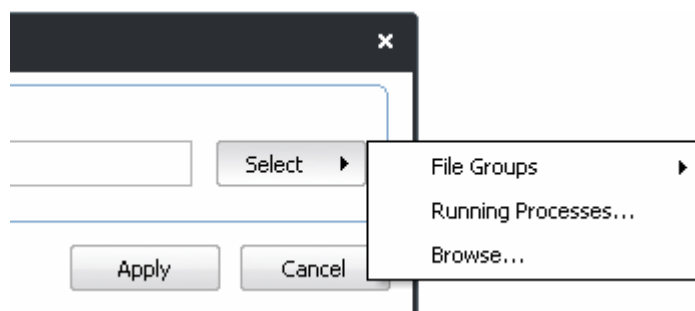 Select
File Groups
Running Processes...
Browse...
Apply
Cancel